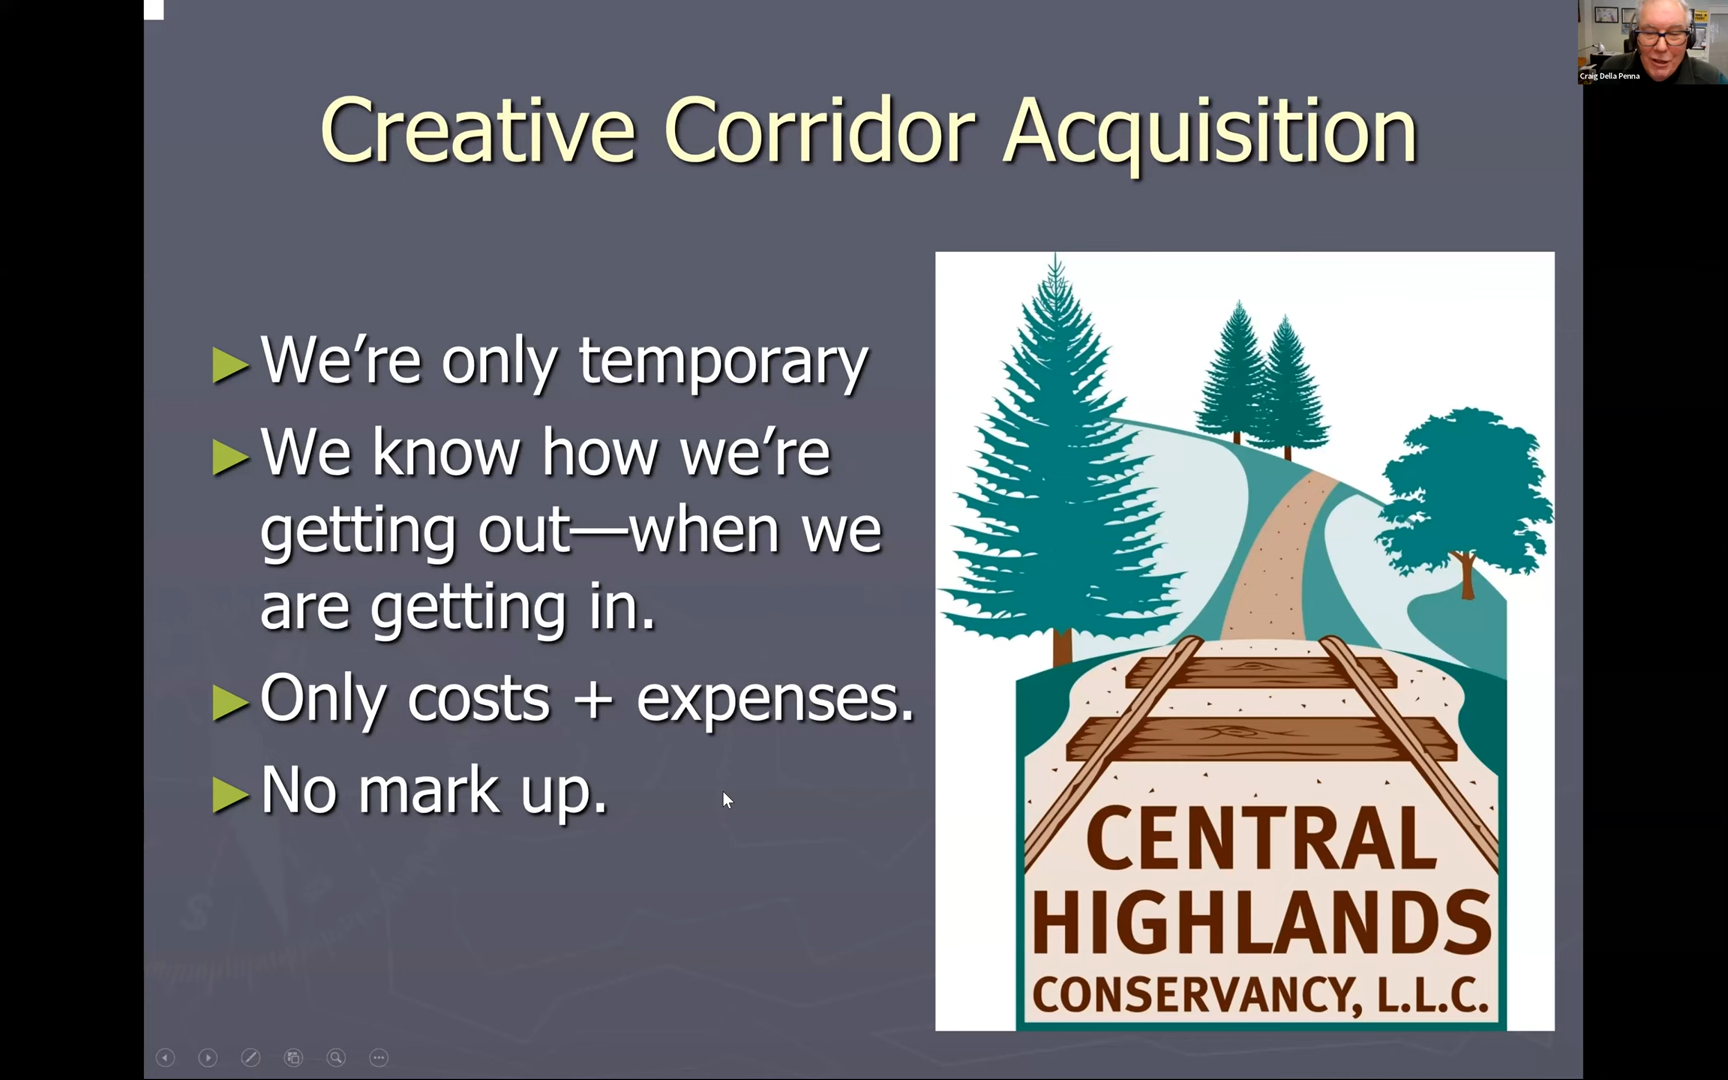 Creative Corridor Acquisition
We're only temporary
We know how we're
getting out—when we
are getting in.
Only costs + expenses.
No mark up.
CENTRAL
HIGHLANDS
CONSERVANCY, L.L.C.
Craig Della Penna